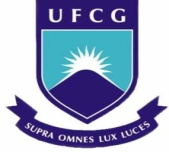 UFCG
SUPRA OMNES LUX LUCES